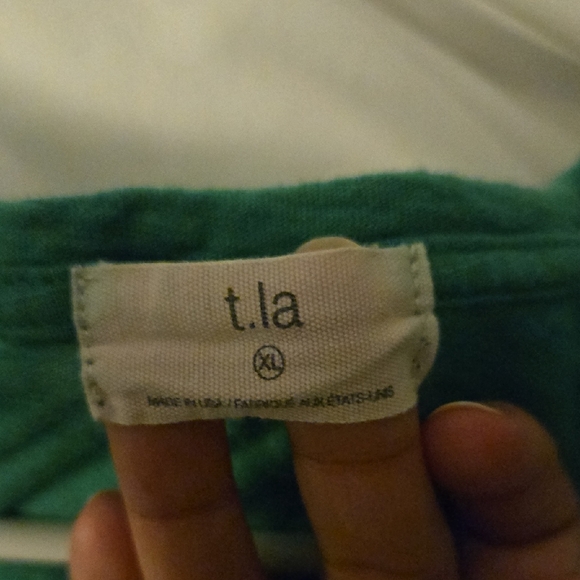 t.la
XL
MADE IN USA / FABRIQUÉ AUX ÉTATS-UNIS